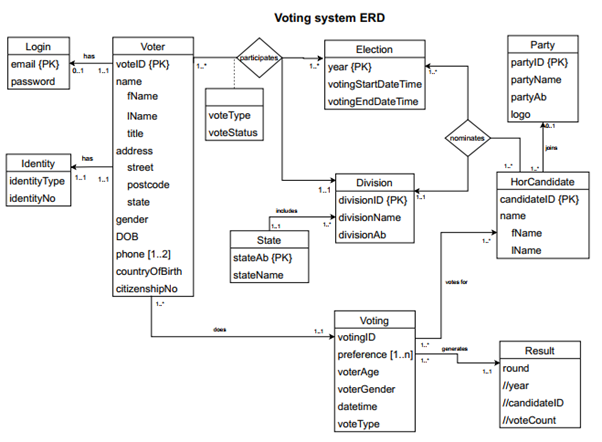 Voting system ERD
Login
email {PK}
password
has
0..1
1..1
Voter
voteID {PK}
name
fName
lName
title
address
street
postcode
state
gender
DOB
phone [1..2]
countryOfBirth
citizenshipNo
1..*
participates
1..*
voteType
voteStatus
Election
year {PK}
votingStartDateTime
votingEndDateTime
1..*
Party
partyID {PK}
partyName
partyAb
logo
0..1
joins
nominates
1..*
1..*
Identity
identityType
identityNo
has
1..1
1..1
1..1
Division
divisionID {PK}
divisionName
divisionAb
1..1
includes
1..1
1..*
State
stateAb {PK}
stateName
HorCandidate
candidateID {PK}
name
fName
lName
1..*
votes for
1..*
does
1..*
1..1
Voting
votingID
preference [1..n]
voterAge
voterGender
datetime
voteType
1..*
generates
1..*
1..1
Result
round
//year
//candidateID
//voteCount